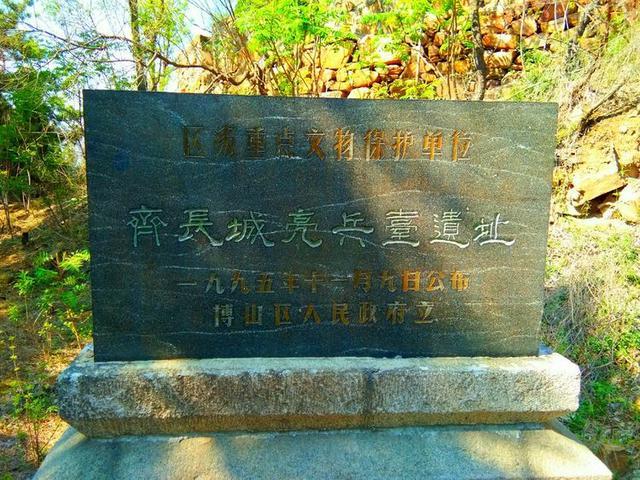 区级重点文物保护单位
齊長城亮兵臺遺址
一九九五年十一月九日公布
博山区人民政府立